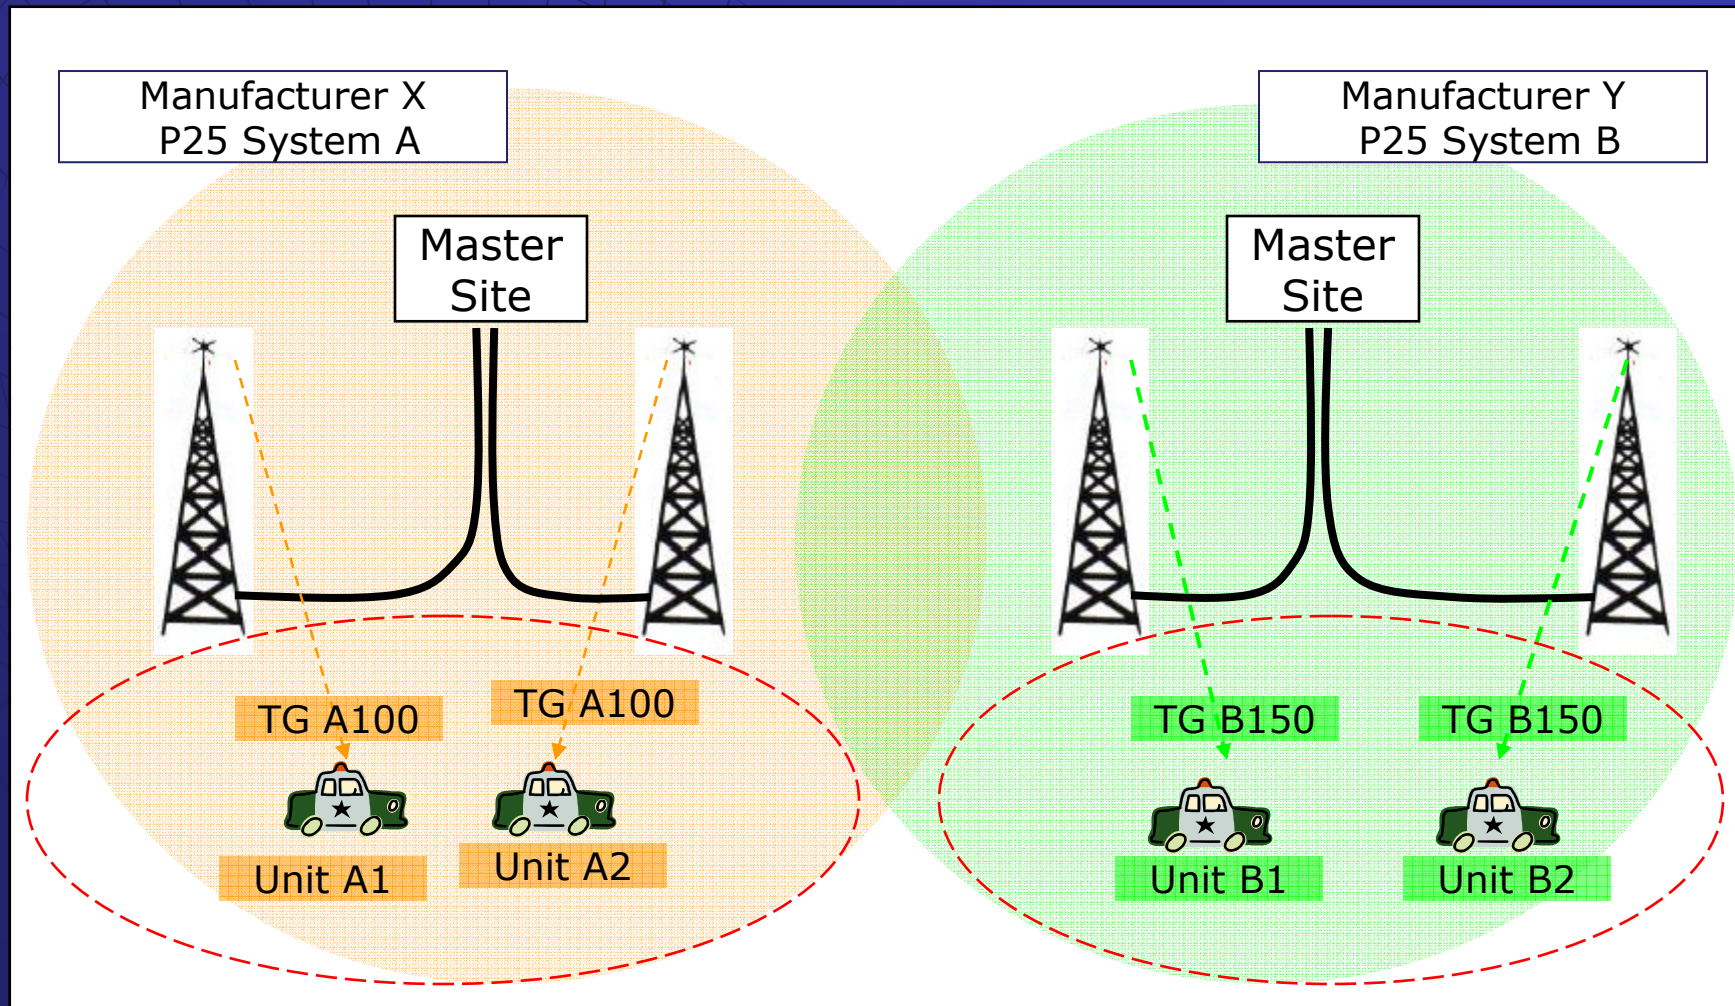 Manufacturer X
P25 System A
Manufacturer Y
P25 System B
Master
Site
Master
Site
TG A100
TG A100
TG B150
TG B150
Unit A1
Unit A2
Unit B1
Unit B2